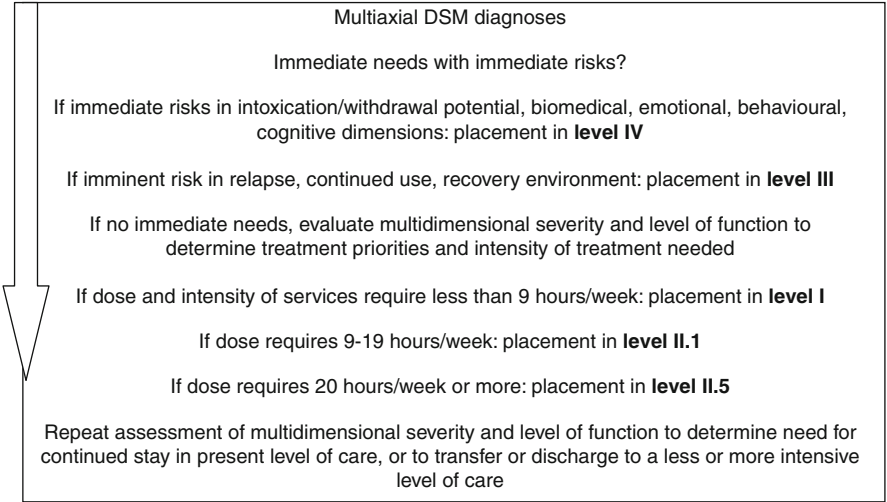 Multiaxial DSM diagnoses
Immediate needs with immediate risks?
If immediate risks in intoxication/withdrawal potential, biomedical, emotional, behavioural,
cognitive dimensions: placement in level IV
If imminent risk in relapse, continued use, recovery environment: placement in level III
If no immediate needs, evaluate multidimensional severity and level of function to
determine treatment priorities and intensity of treatment needed
If dose and intensity of services require less than 9 hours/week: placement in level I
If dose requires 9-19 hours/week: placement in level II.1
If dose requires 20 hours/week or more: placement in level II.5
Repeat assessment of multidimensional severity and level of function to determine need for
continued stay in present level of care, or to transfer or discharge to a less or more intensive
level of care